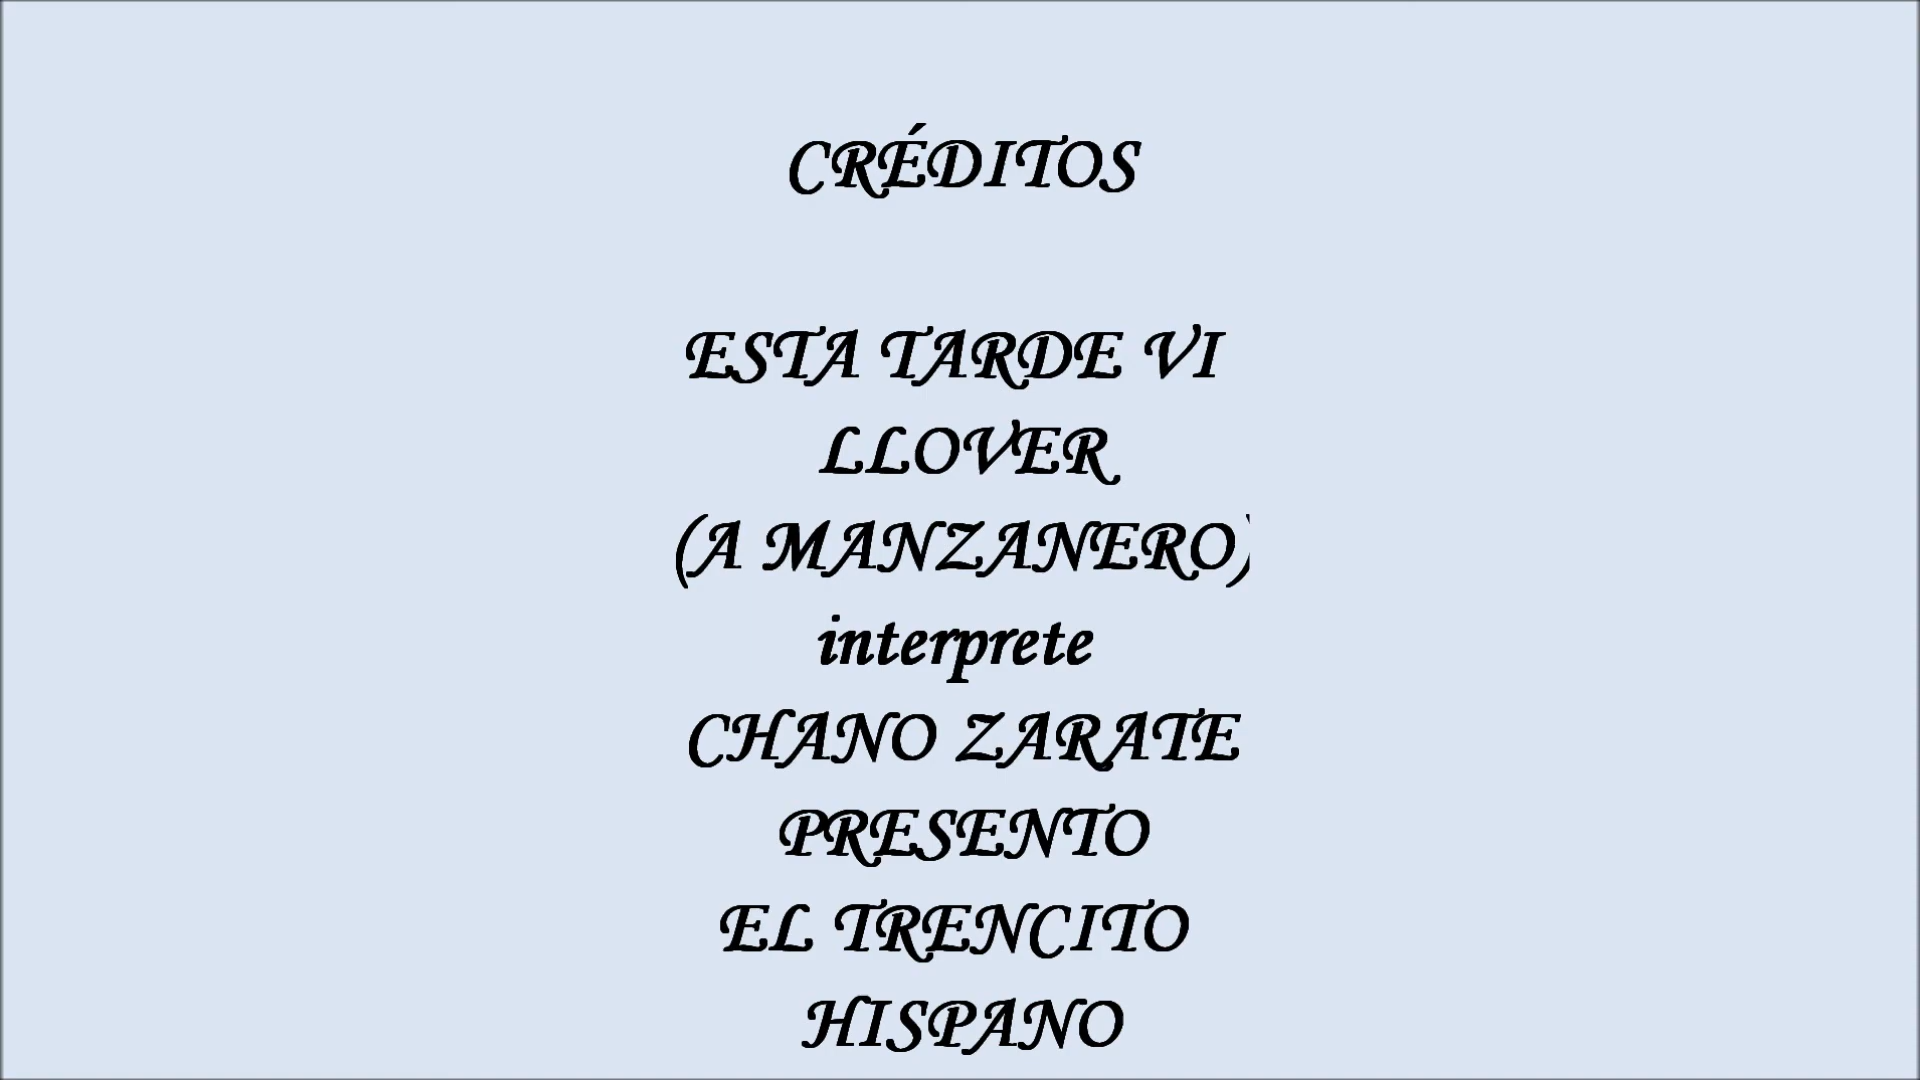 CRÉDITOS
ESTA TARDE VI
LLOVER
(A MANZANERO)
interprete
CHANO ZARATE
PRESENTO
EL TRENCITO
HISPANO